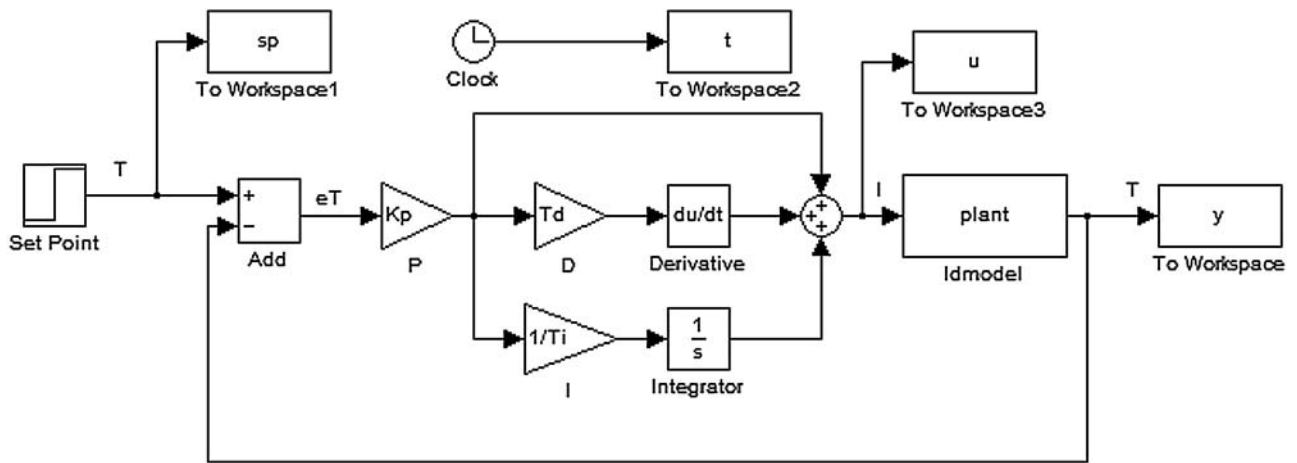 sp
To Workspace1
Clock
t
To Workspace2
u
To Workspace3
T
Set Point
+
−
Add
eT
Kp
P
Td
D
du/dt
Derivative
+
+
+
I
plant
Idmodel
T
y
To Workspace
1/Ti
I
1
s
Integrator